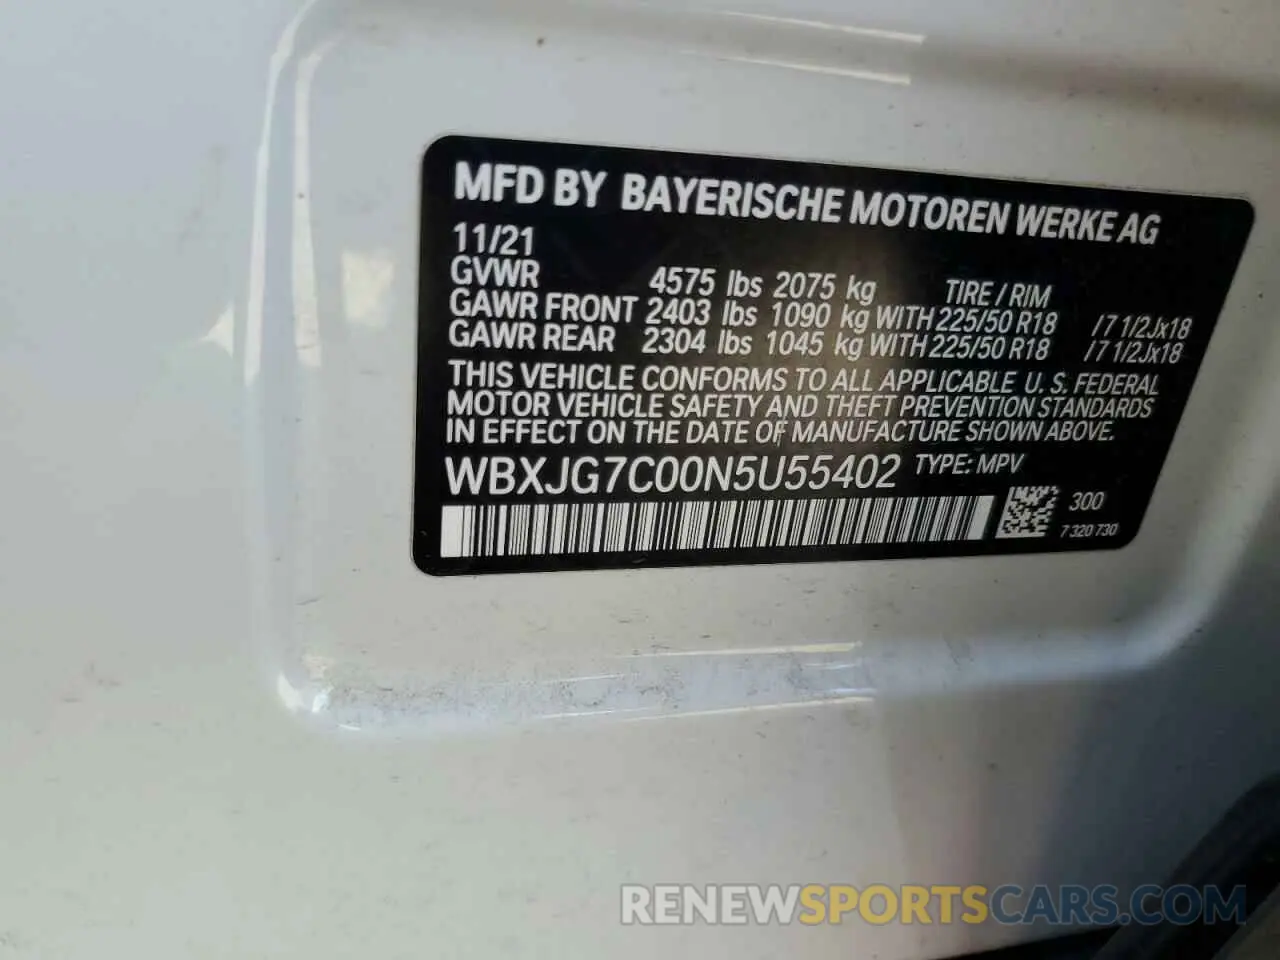 MFD BY BAYERISCHE MOTOREN WERKE AG
11/21
GVWR 4575 lbs 2075 kg TIRE / RIM
GAWR FRONT 2403 lbs 1090 kg WITH 225/50 R18 /7 1/2Jx18
GAWR REAR 2304 lbs 1045 kg WITH 225/50 R18 /7 1/2Jx18
THIS VEHICLE CONFORMS TO ALL APPLICABLE U. S. FEDERAL
MOTOR VEHICLE SAFETY AND THEFT PREVENTION STANDARDS
IN EFFECT ON THE DATE OF MANUFACTURE SHOWN ABOVE.
WBXJG7C00N5U55402 TYPE: MPV
300
7 320 730
RENEWSPORTSCARS.COM